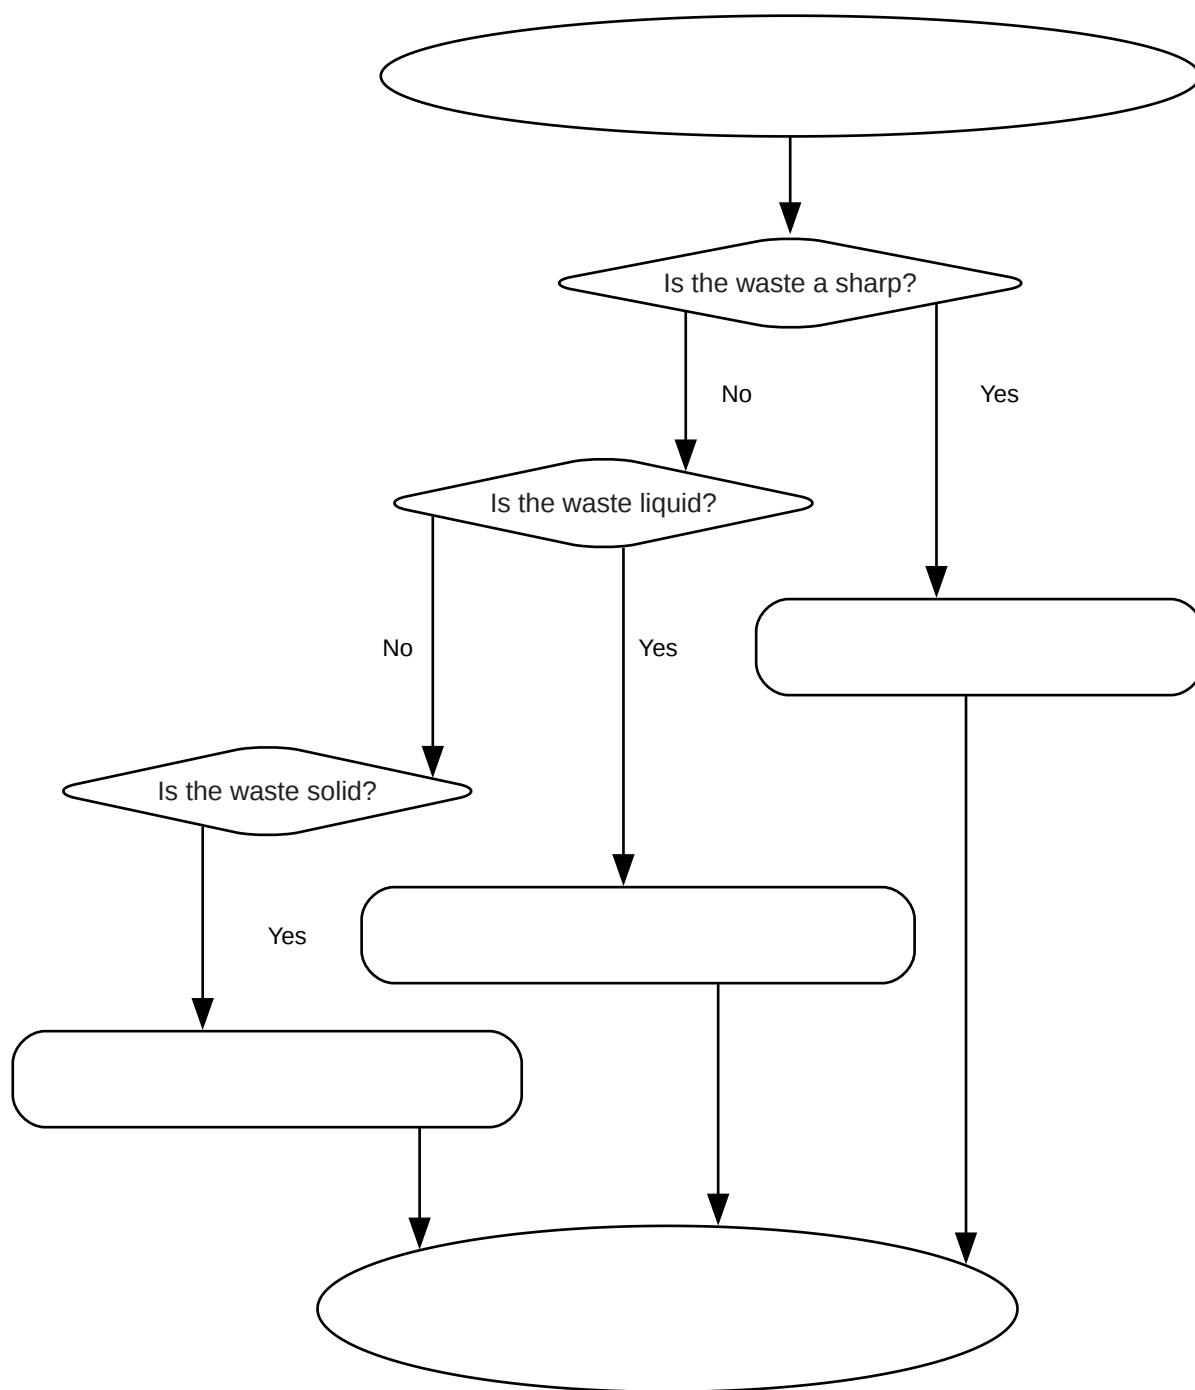 Is the waste a sharp?
No
Yes
Is the waste liquid?
No
Yes
Is the waste solid?
Yes